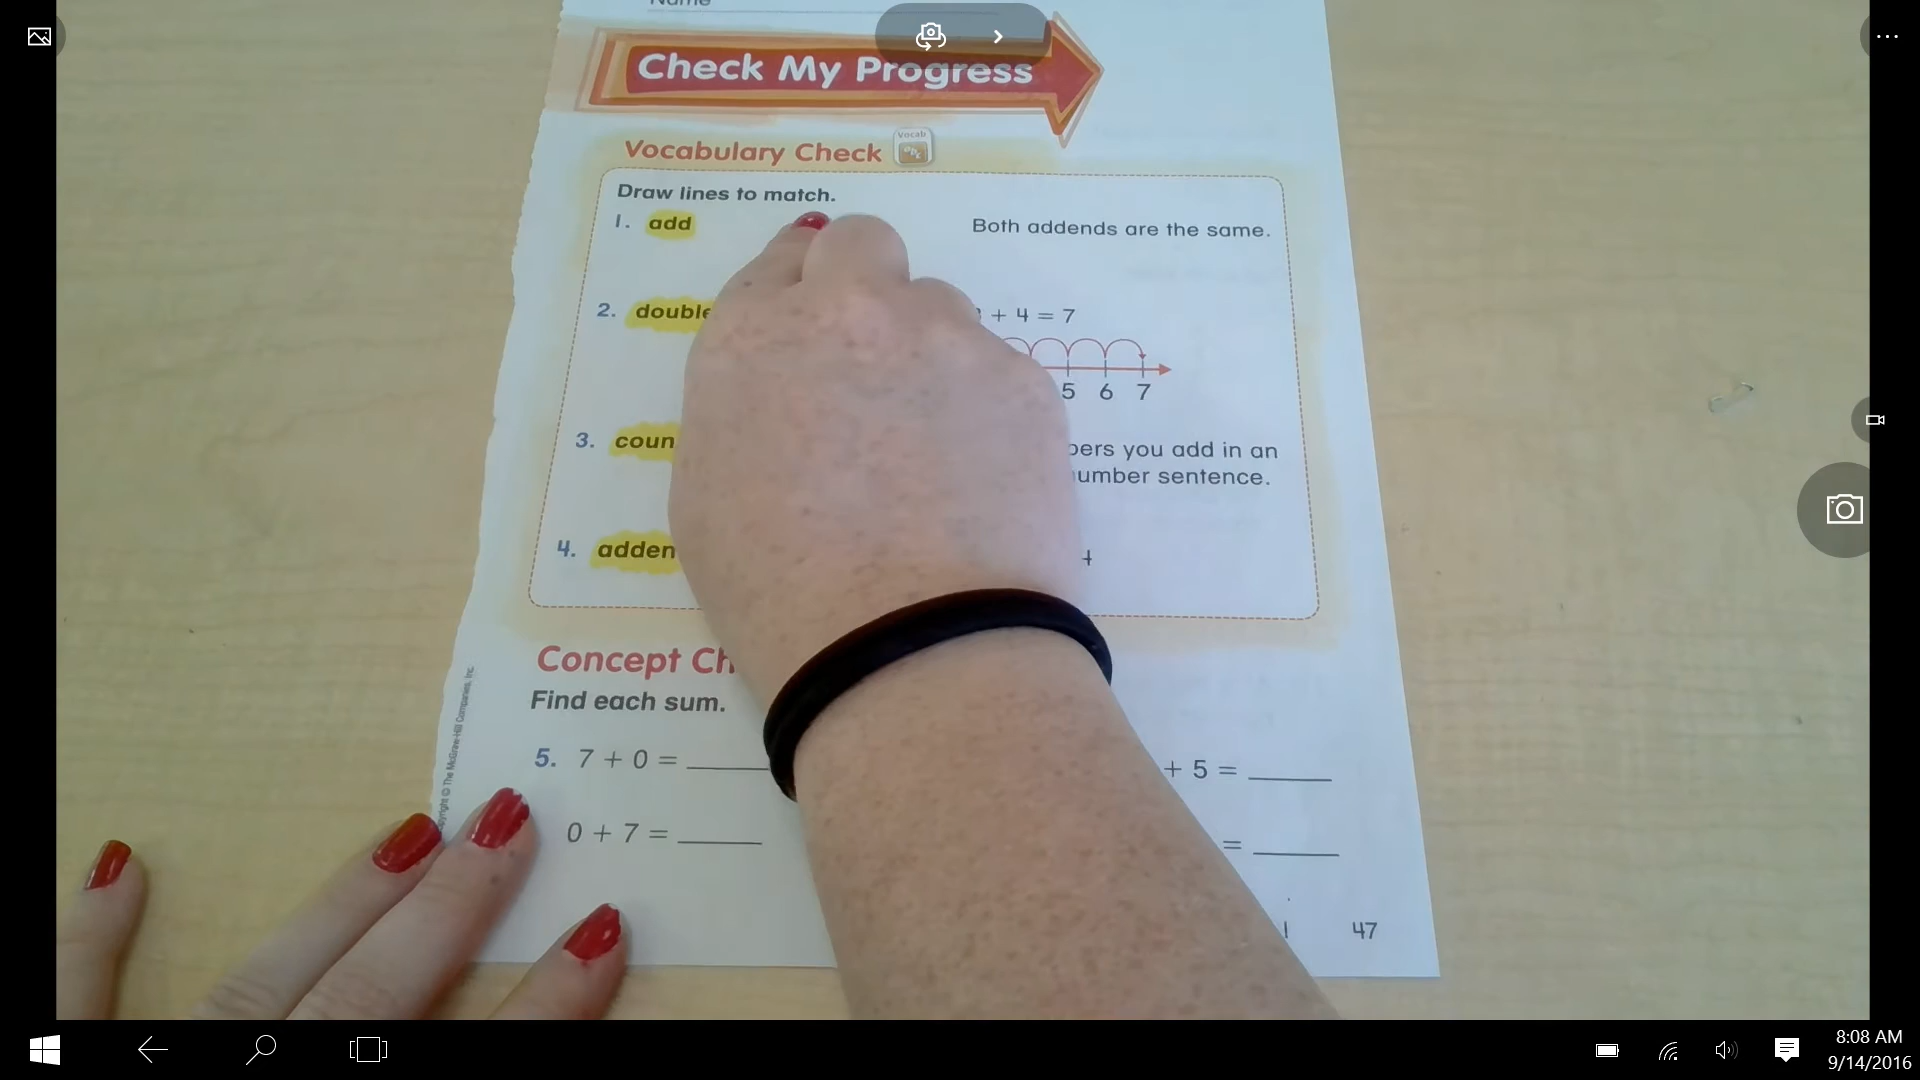 Check My Progress
Vocabulary Check
Vocab
abc
Draw lines to match.
1. add
Both addends are the same.
2. double
+ 4 = 7
5 6 7
3. coun
bers you add in an
umber sentence.
4. adden
Find each sum.
Concept Ch
5. 7 + 0 =
+ 5 =
0 + 7 =
=
47
8:08 AM
9/14/2016